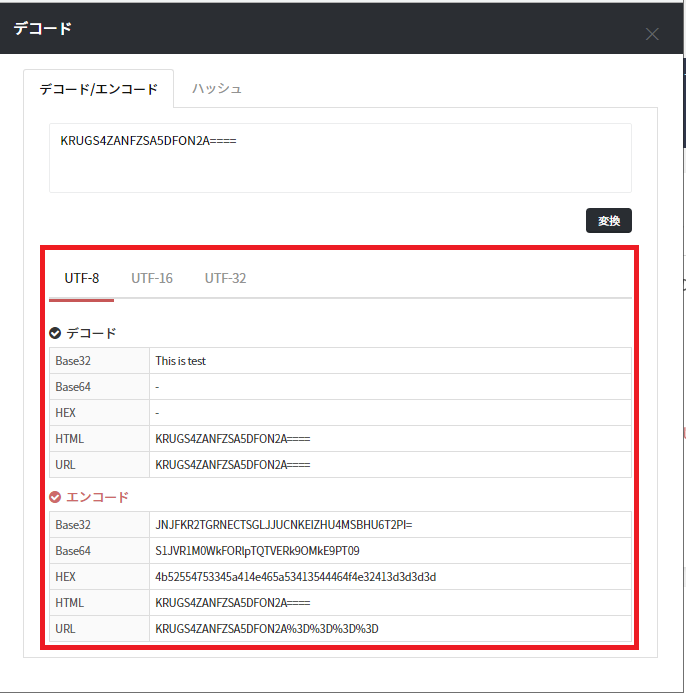 デコード
デコード/エンコード ハッシュ
KRUGS4ZANFZSA5DFON2A====
変換
UTF-8 UTF-16 UTF-32
デコード
Base32 This is test
Base64 -
HEX -
HTML KRUGS4ZANFZSA5DFON2A====
URL KRUGS4ZANFZSA5DFON2A====
エンコード
Base32 JNJFKR2TGRNECTSGLJJUCNKEIZHU4MSBHU6T2PI=
Base64 S1JVR1M0WkFORlpTQTVERk9OMkE9PT09
HEX 4b52554753345a414e465a53413544464f4e32413d3d3d3d
HTML KRUGS4ZANFZSA5DFON2A====
URL KRUGS4ZANFZSA5DFON2A%3D%3D%3D%3D